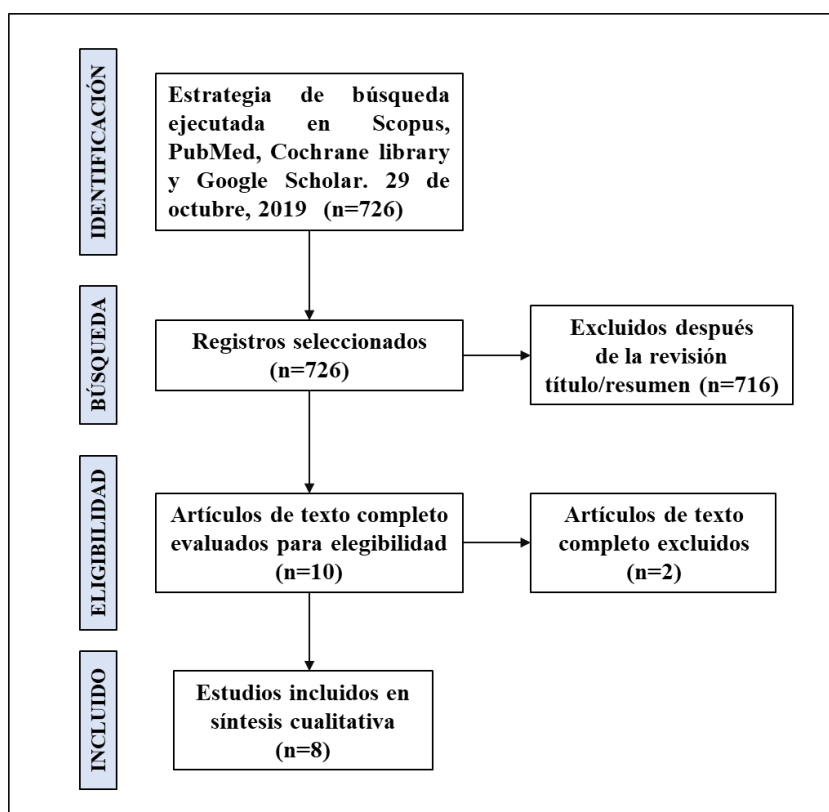 IDENTIFICACIÓN
Estrategia de búsqueda
ejecutada en Scopus,
PubMed, Cochrane library
y Google Scholar. 29 de
octubre, 2019 (n=726)
BÚSQUEDA
Registros seleccionados
(n=726)
Excluidos después
de la revisión
título/resumen (n=716)
ELIGIBILIDAD
Artículos de texto completo
evaluados para elegibilidad
(n=10)
Artículos de texto
completo excluidos
(n=2)
INCLUIDO
Estudios incluidos en
síntesis cualitativa
(n=8)